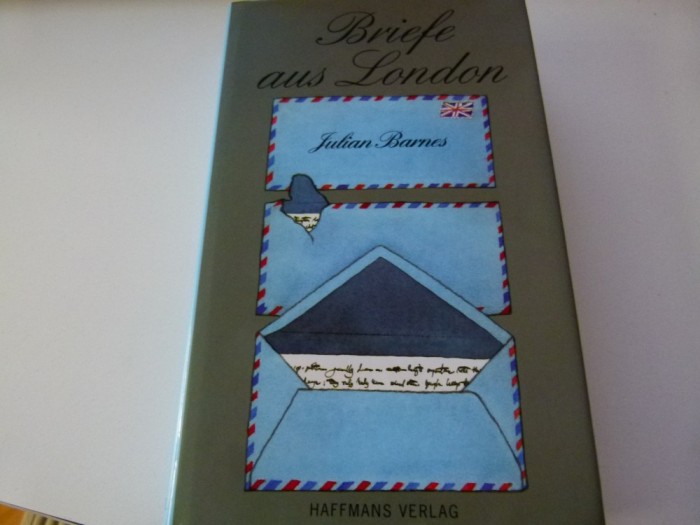 Briefe
aus London
Julian Barnes
HAFFMANS VERLAG